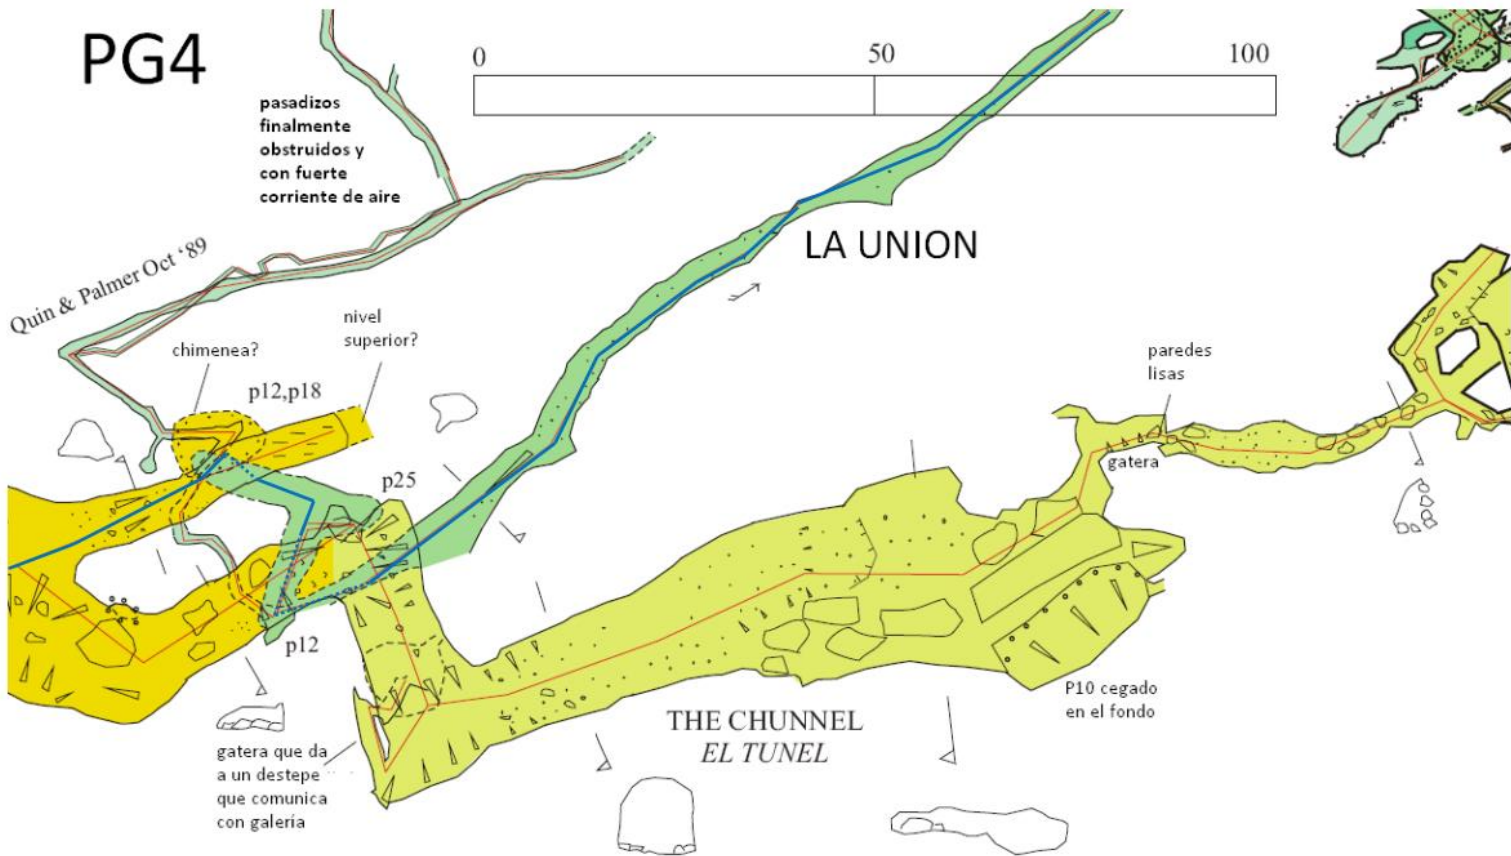 PG4
0
50
100
pasadizos
finalmente
obstruidos y
con fuerte
corriente de aire
LA UNION
Quin & Palmer Oct ‘89
nivel
superior?
chimenea?
paredes
lisas
p12,p18
gatera
p25
p12
P10 cegado
en el fondo
THE CHUNNEL
EL TUNEL
gatera que da
a un destepe
que comunica
con galería